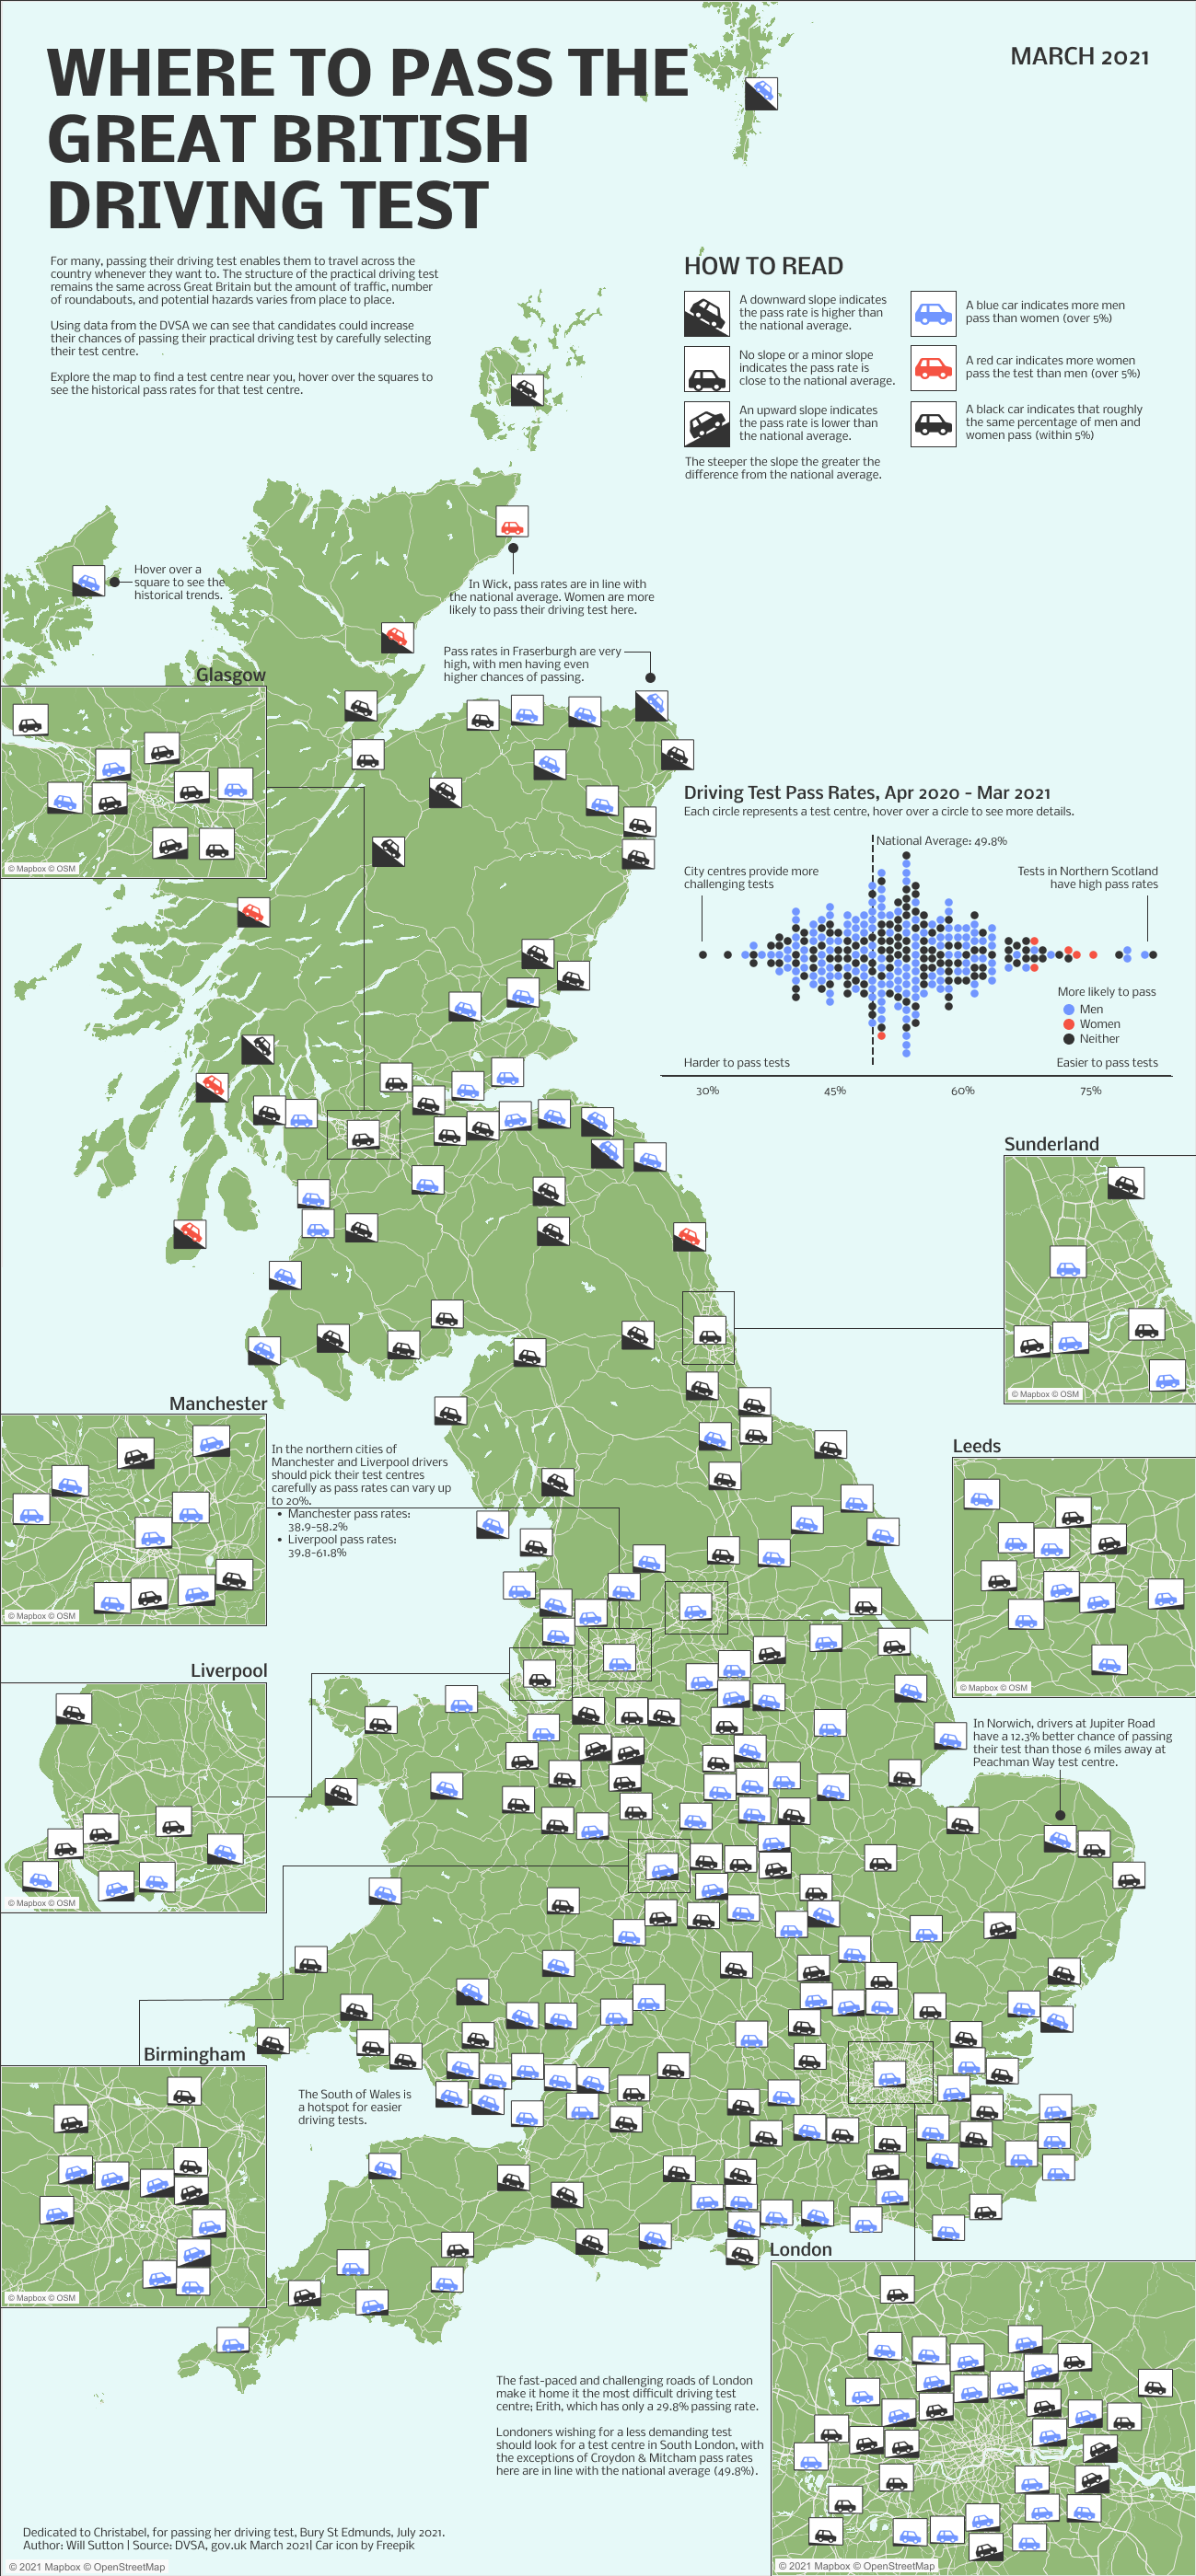 WHERE TO PASS THE
GREAT BRITISH
DRIVING TEST
MARCH 2021
For many, passing their driving test enables them to travel across the
country whenever they want to. The structure of the practical driving test
remains the same across Great Britain but the amount of traffic, number
of roundabouts, and potential hazards varies from place to place.
Using data from the DVSA we can see that candidates could increase
their chances of passing their practical driving test by carefully selecting
their test centre.
Explore the map to find a test centre near you, hover over the squares to
see the historical pass rates for that test centre.
HOW TO READ
A downward slope indicates
the pass rate is higher than
the national average.
No slope or a minor slope
indicates the pass rate is
close to the national average.
An upward slope indicates
the pass rate is lower than
the national average.
The steeper the slope the greater the
difference from the national average.
A blue car indicates more men
pass than women (over 5%)
A red car indicates more women
pass the test than men (over 5%)
A black car indicates that roughly
the same percentage of men and
women pass (within 5%)
Hover over a
square to see the
historical trends.
In Wick, pass rates are in line with
the national average. Women are more
likely to pass their driving test here.
Pass rates in Fraserburgh are very
high, with men having even
higher chances of passing.
Glasgow
© Mapbox © OSM
Driving Test Pass Rates, Apr 2020 - Mar 2021
Each circle represents a test centre, hover over a circle to see more details.
National Average: 49.8%
City centres provide more
challenging tests
Tests in Northern Scotland
have high pass rates
More likely to pass
Men
Women
Neither
Harder to pass tests
Easier to pass tests
30%
45%
60%
75%
Sunderland
© Mapbox © OSM
Manchester
© Mapbox © OSM
In the northern cities of
Manchester and Liverpool drivers
should pick their test centres
carefully as pass rates can vary up
to 20%.
• Manchester pass rates:
38.9-58.2%
• Liverpool pass rates:
39.8-61.8%
Leeds
© Mapbox © OSM
Liverpool
© Mapbox © OSM
In Norwich, drivers at Jupiter Road
have a 12.3% better chance of passing
their test than those 6 miles away at
Peachman Way test centre.
Birmingham
© Mapbox © OSM
The South of Wales is
a hotspot for easier
driving tests.
London
The fast-paced and challenging roads of London
make it home it the most difficult driving test
centre; Erith, which has only a 29.8% passing rate.
Londoners wishing for a less demanding test
should look for a test centre in South London, with
the exceptions of Croydon & Mitcham pass rates
here are in line with the national average (49.8%).
Dedicated to Christabel, for passing her driving test, Bury St Edmunds, July 2021.
Author: Will Sutton | Source: DVSA, gov.uk March 2021| Car icon by Freepik
© 2021 Mapbox © OpenStreetMap
© 2021 Mapbox © OpenStreetMap